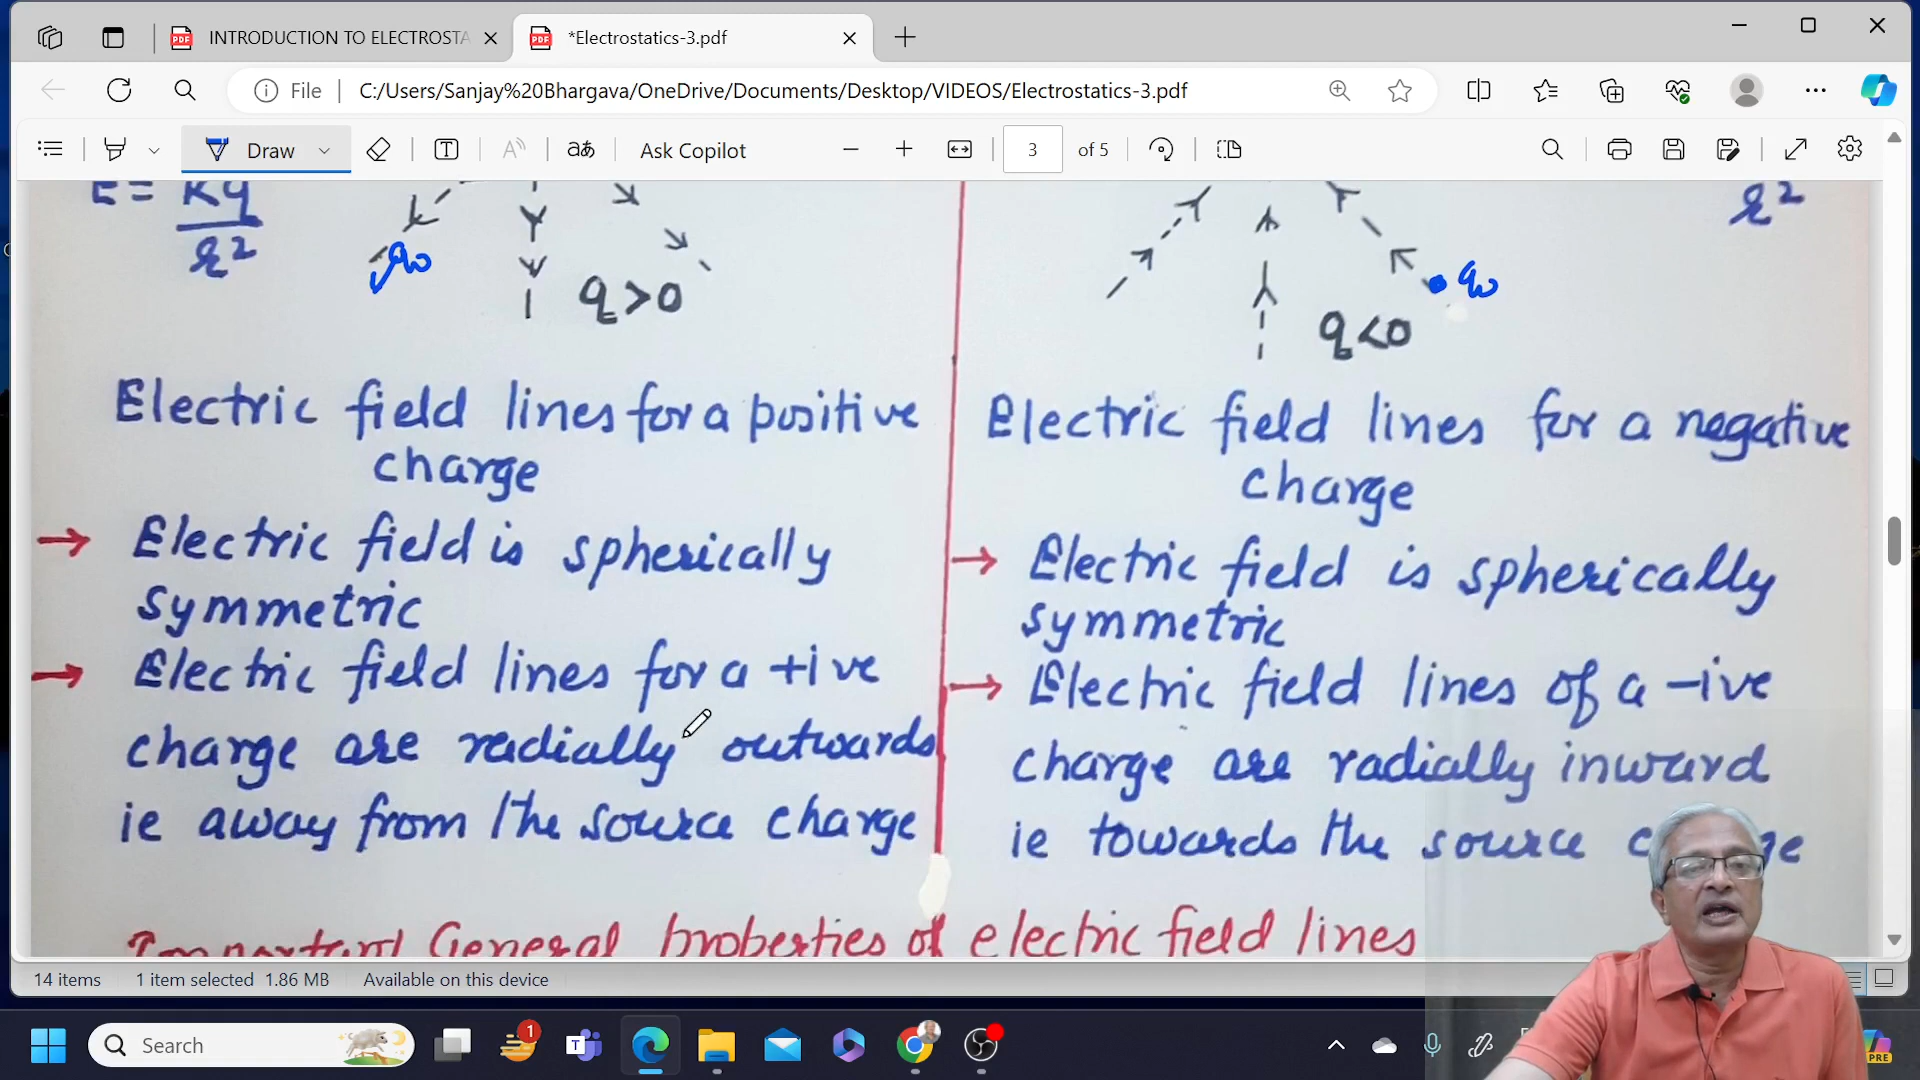 INTRODUCTION TO ELECTROSTA
*Electrostatics-3.pdf
File
C:/Users/Sanjay%20Bhargava/OneDrive/Documents/Desktop/VIDEOS/Electrostatics-3.pdf
Draw
Ask Copilot
3
of 5
E = Kq
r²
q₀
q>0
r²
q₀
q<0
Electric field lines for a positive
charge
→ Electric field is spherically
symmetric
→ Electric field lines for a +ive
charge are radially outwards
ie away from the source charge
Electric field lines for a negative
charge
→ Electric field is spherically
symmetric
→ Electric field lines of a -ive
charge are radially inward
ie towards the source
Important General Properties of electric field lines
14 items
1 item selected 1.86 MB
Available on this device
Search
1
PRE